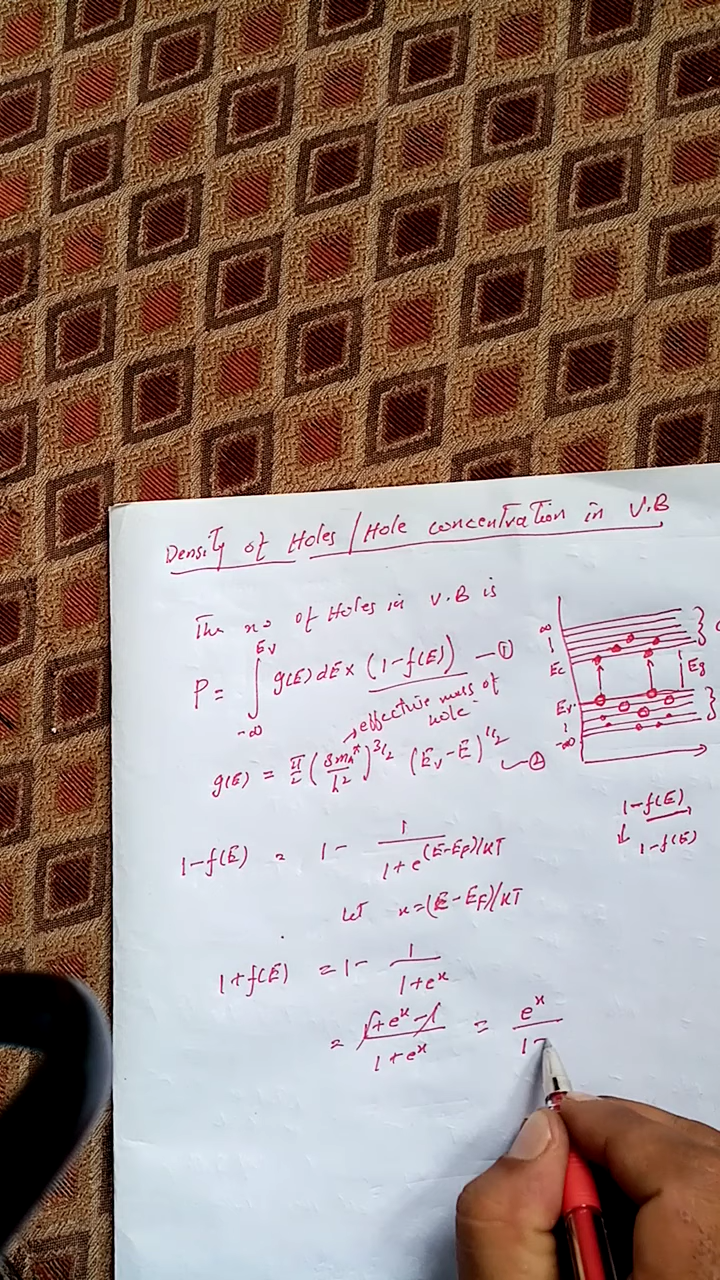 Density of Holes / Hole concentration in V.B
The no of Holes in V.B is
P = ∫_{-∞}^{Ev} g(E) dE × (1-f(E)) — ①
→ effective mass of hole
g(E) = π/2 (8m_h*/h²)^{3/2} (Ev-E)^{1/2} — ②
∞
Ec
Eg
Ev
-∞
1-f(E)
↓ 1-f(E)
1-f(E) = 1 - 1/(1+e^{(E-EF)/KT})
Let x = (E-EF)/KT
1+f(E) = 1 - 1/(1+e^x)
= (1+e^x-1)/(1+e^x) = e^x/1